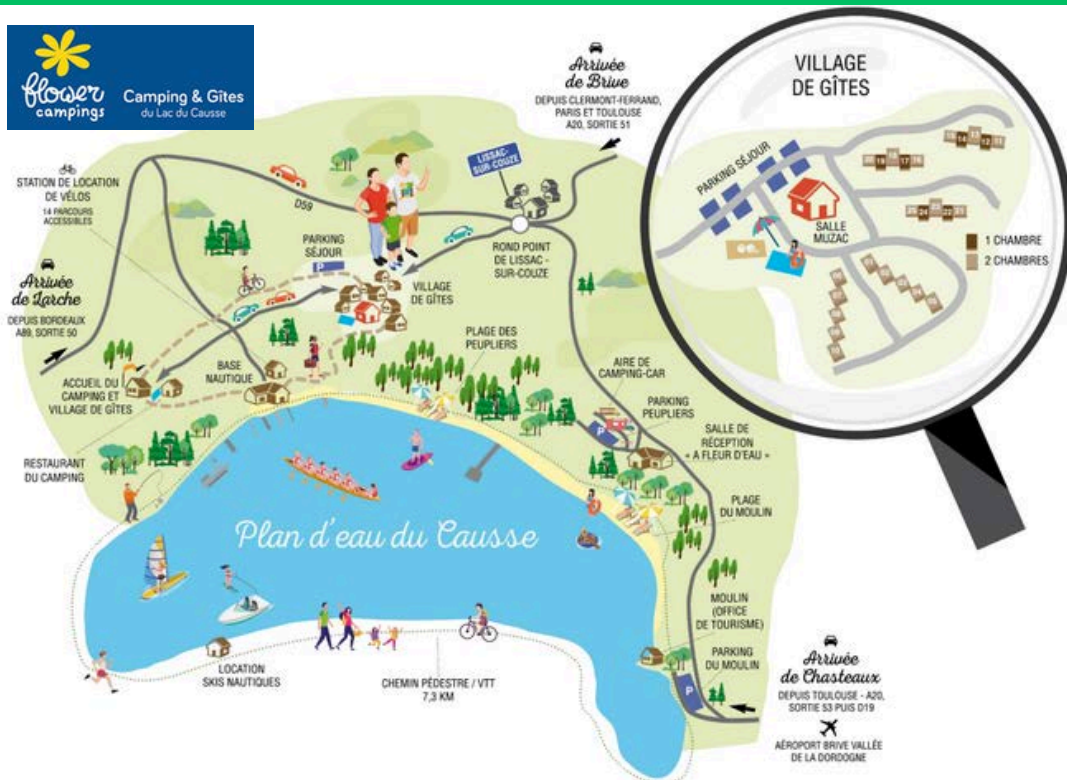 flower
campings
Camping & Gîtes
du Lac du Causse
Arrivée
de Brive
DEPUIS CLERMONT-FERRAND,
PARIS ET TOULOUSE
A20, SORTIE 51
VILLAGE
DE GÎTES
PARKING SÉJOUR
SALLE
MUZAC
1 CHAMBRE
2 CHAMBRES
LISSAC-
SUR-COUZE
STATION DE LOCATION
DE VÉLOS
14 PARCOURS
ACCESSIBLES
D59
PARKING
SÉJOUR
P
ROND POINT
DE LISSAC -
SUR-COUZE
VILLAGE
DE GÎTES
Arrivée
de Larche
DEPUIS BORDEAUX
A89, SORTIE 50
PLAGE DES
PEUPLIERS
BASE
NAUTIQUE
AIRE DE
CAMPING-CAR
ACCUEIL DU
CAMPING ET
VILLAGE DE GÎTES
PARKING
PEUPLIERS
P
SALLE DE
RÉCEPTION
« A FLEUR D'EAU »
RESTAURANT
DU CAMPING
PLAGE
DU MOULIN
Plan d'eau du Causse
MOULIN
(OFFICE
DE TOURISME)
PARKING
DU MOULIN
P
LOCATION
SKIS NAUTIQUES
CHEMIN PÉDESTRE / VTT
7,3 KM
Arrivée
de Chasteaux
DEPUIS TOULOUSE - A20,
SORTIE 53 PUIS D19
AÉROPORT BRIVE VALLÉE
DE LA DORDOGNE